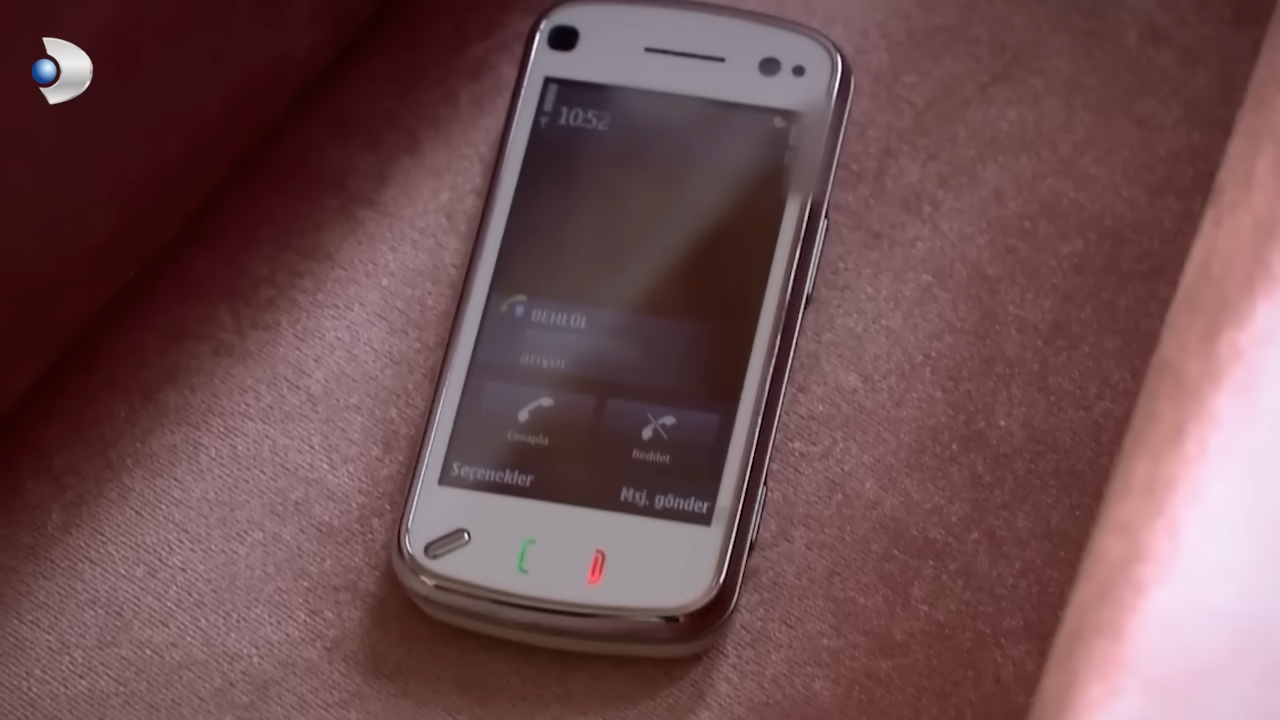 10:52
BEHLÜL
arıyor
Cevapla
Reddet
Seçenekler
Msj. gönder